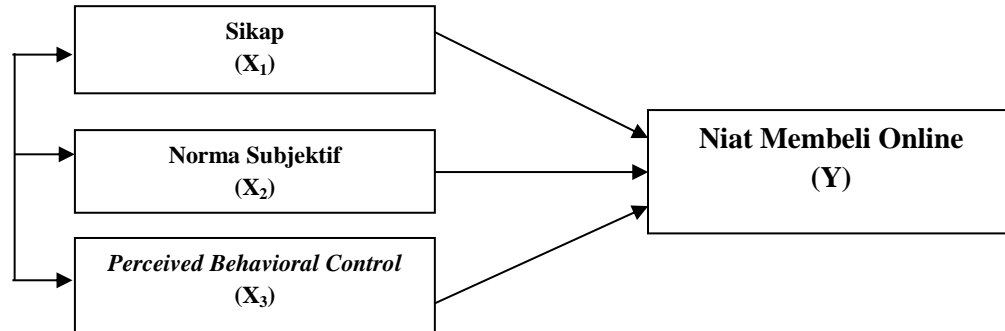 Sikap
(X₁)
Norma Subjektif
(X₂)
Perceived Behavioral Control
(X₃)
Niat Membeli Online
(Y)